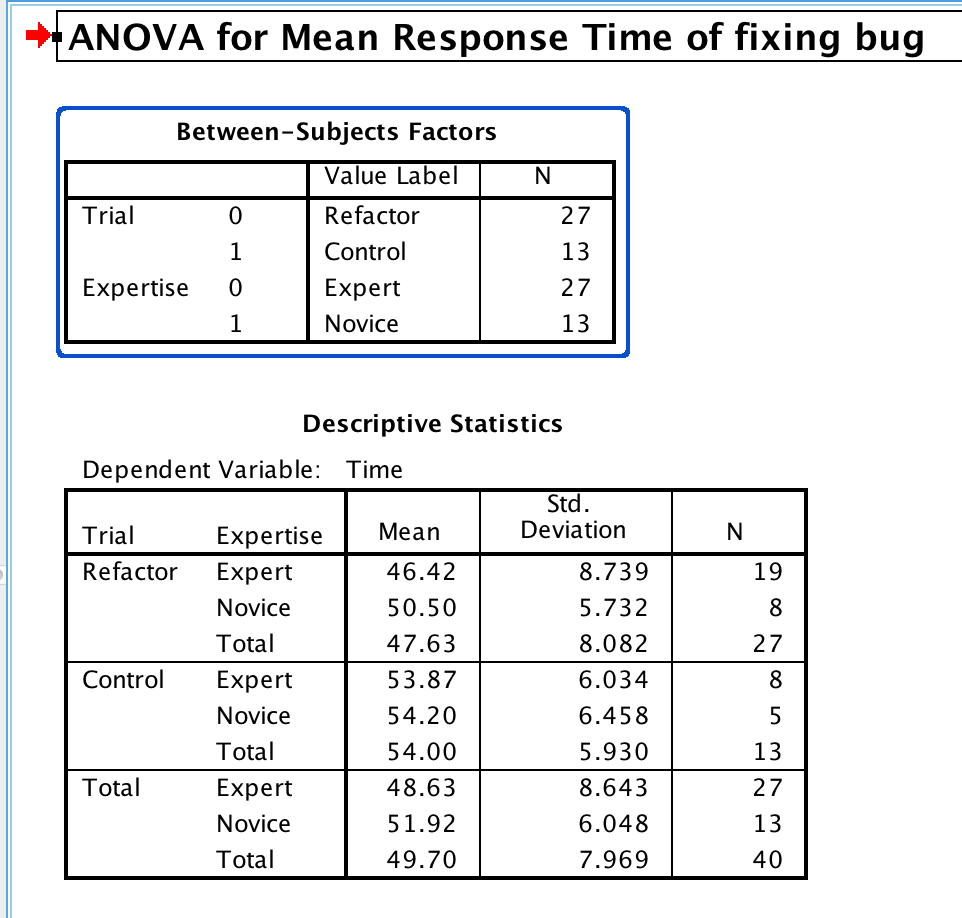 ANOVA for Mean Response Time of fixing bug
Between-Subjects Factors
Value Label N
Trial 0 Refactor 27
1 Control 13
Expertise 0 Expert 27
1 Novice 13
Descriptive Statistics
Dependent Variable: Time
Trial Expertise Mean Std. Deviation N
Refactor Expert 46.42 8.739 19
Novice 50.50 5.732 8
Total 47.63 8.082 27
Control Expert 53.87 6.034 8
Novice 54.20 6.458 5
Total 54.00 5.930 13
Total Expert 48.63 8.643 27
Novice 51.92 6.048 13
Total 49.70 7.969 40